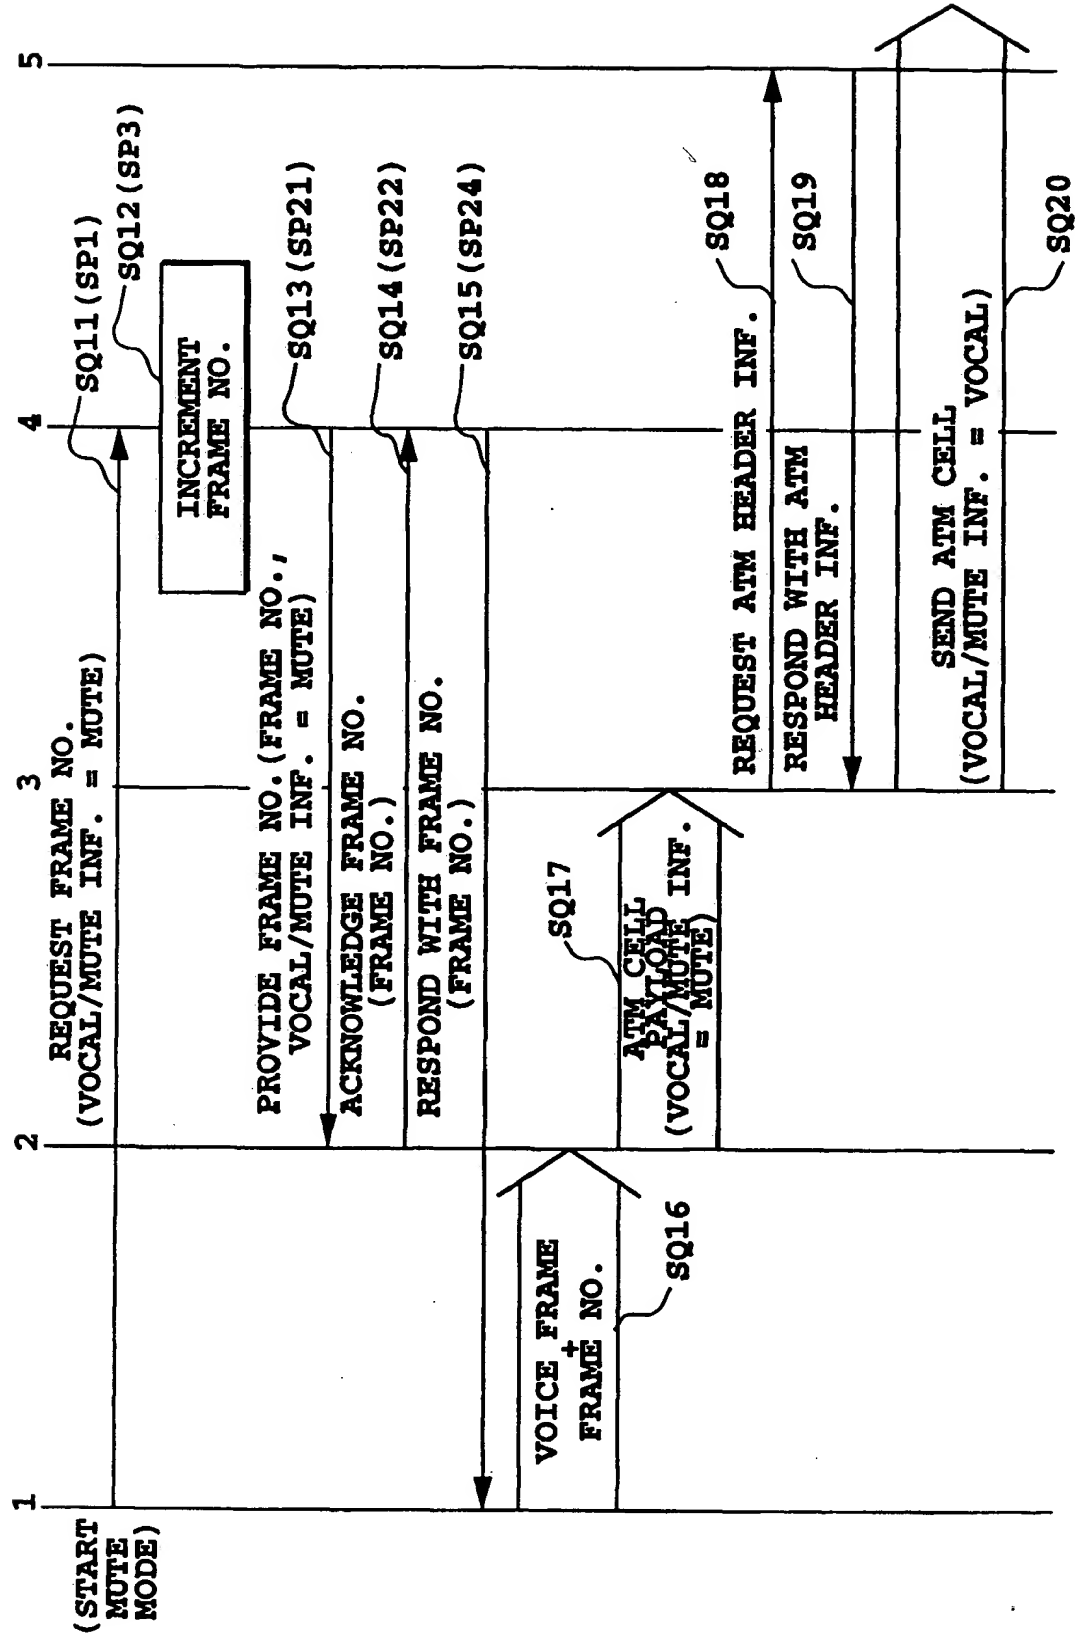 1
2
3
4
5
(START
MUTE
MODE)
REQUEST FRAME NO.
(VOCAL/MUTE INF. = MUTE)
SQ11(SP1)
SQ12(SP3)
INCREMENT
FRAME NO.
PROVIDE FRAME NO.(FRAME NO.,
VOCAL/MUTE INF. = MUTE)
SQ13(SP21)
ACKNOWLEDGE FRAME NO.
(FRAME NO.)
SQ14(SP22)
RESPOND WITH FRAME NO.
(FRAME NO.)
SQ15(SP24)
VOICE FRAME
+
FRAME NO.
SQ16
SQ17
ATM CELL
PAYLOAD
(VOCAL/MUTE INF.
= MUTE)
REQUEST ATM HEADER INF.
SQ18
RESPOND WITH ATM
HEADER INF.
SQ19
SEND ATM CELL
(VOCAL/MUTE INF. = VOCAL)
SQ20